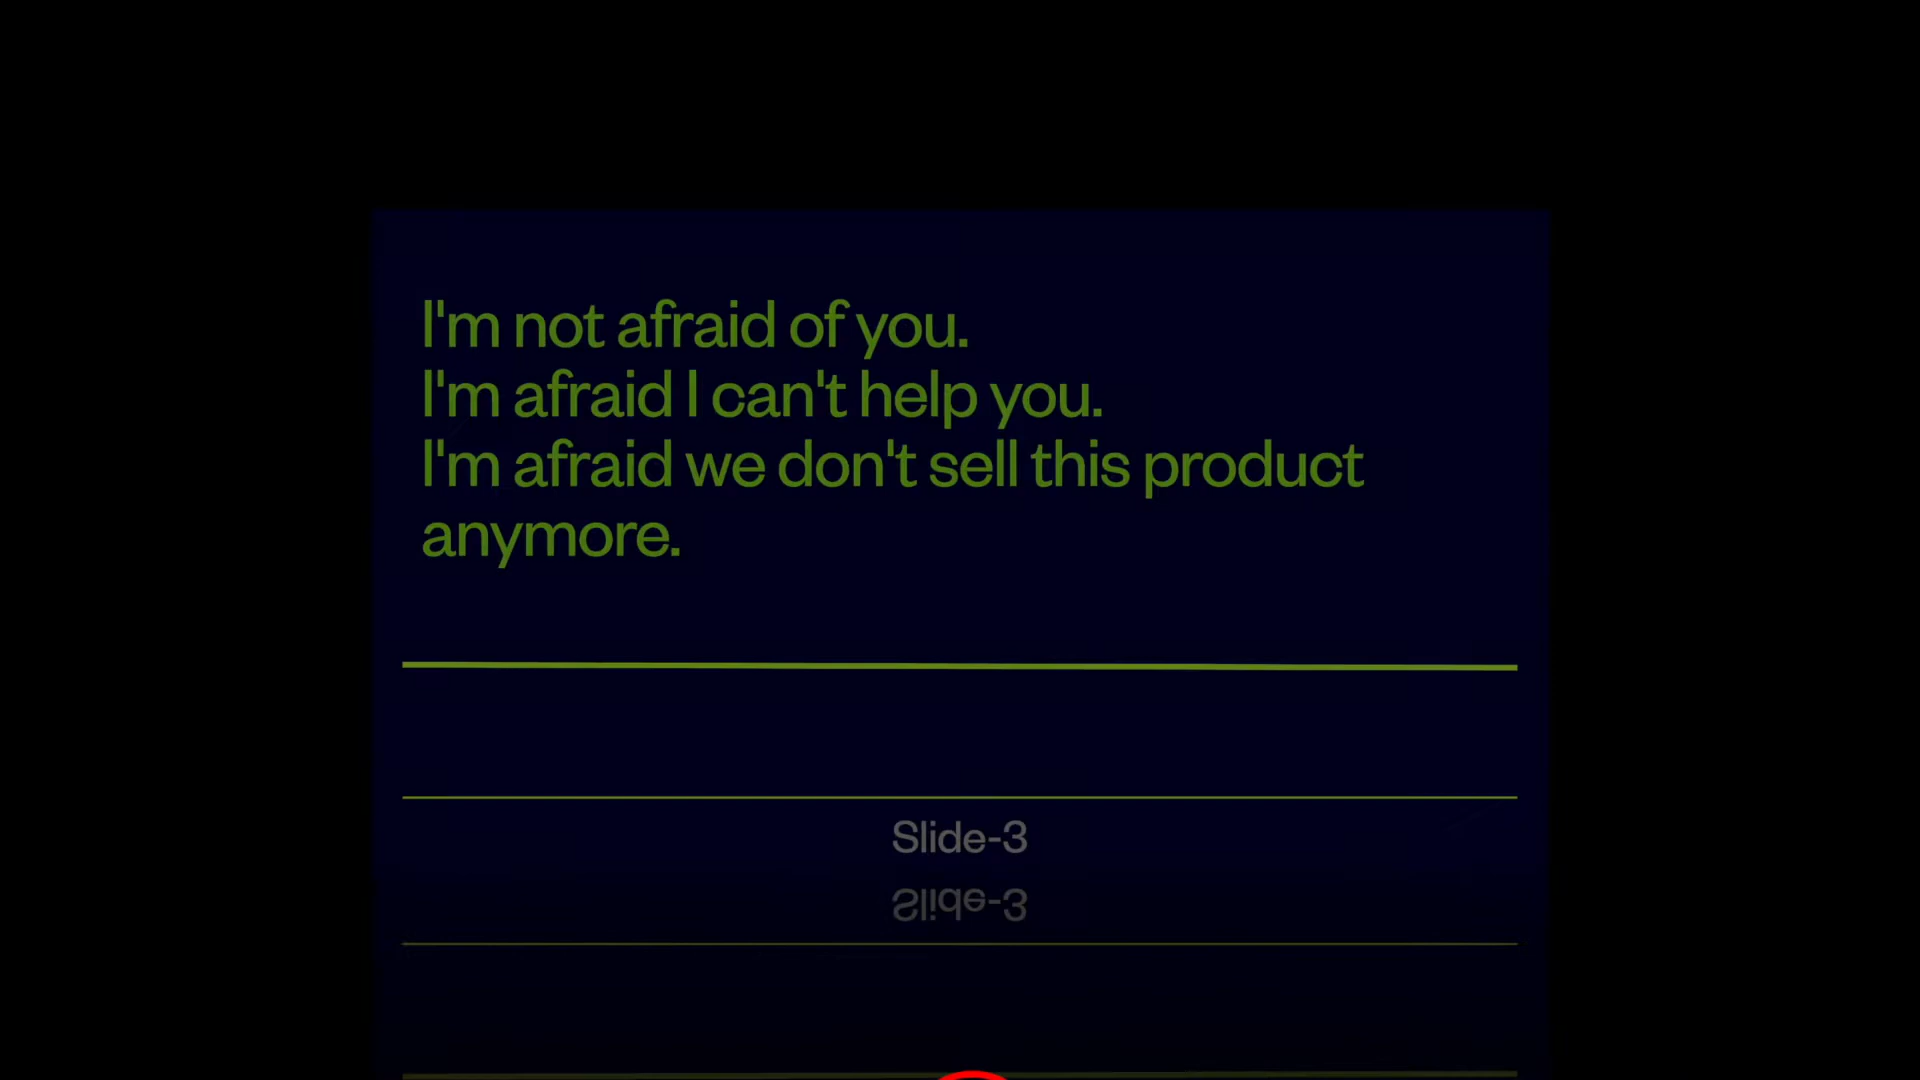 I'm not afraid of you.
I'm afraid I can't help you.
I'm afraid we don't sell this product
anymore.
Slide-3
Slide-3